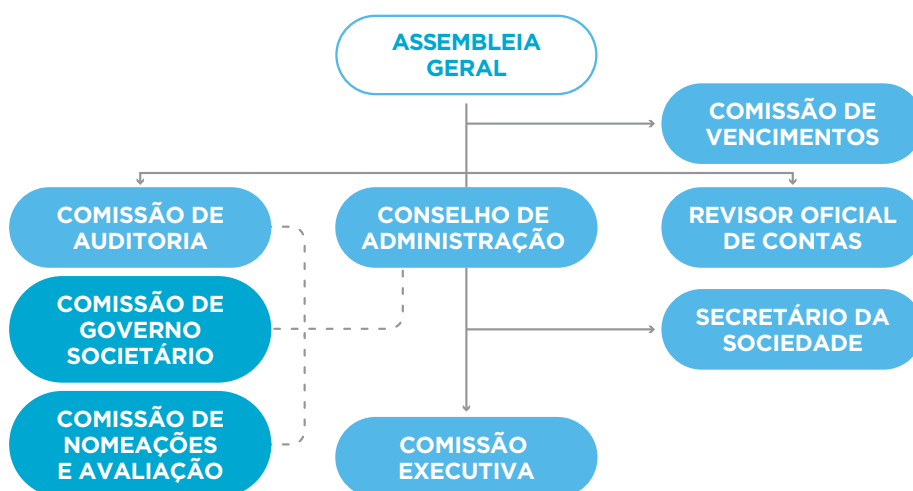 ASSEMBLEIA
GERAL
COMISSÃO DE
VENCIMENTOS
COMISSÃO DE
AUDITORIA
CONSELHO DE
ADMINISTRAÇÃO
REVISOR OFICIAL
DE CONTAS
COMISSÃO DE
GOVERNO
SOCIETÁRIO
SECRETÁRIO DA
SOCIEDADE
COMISSÃO DE
NOMEAÇÕES
E AVALIAÇÃO
COMISSÃO
EXECUTIVA